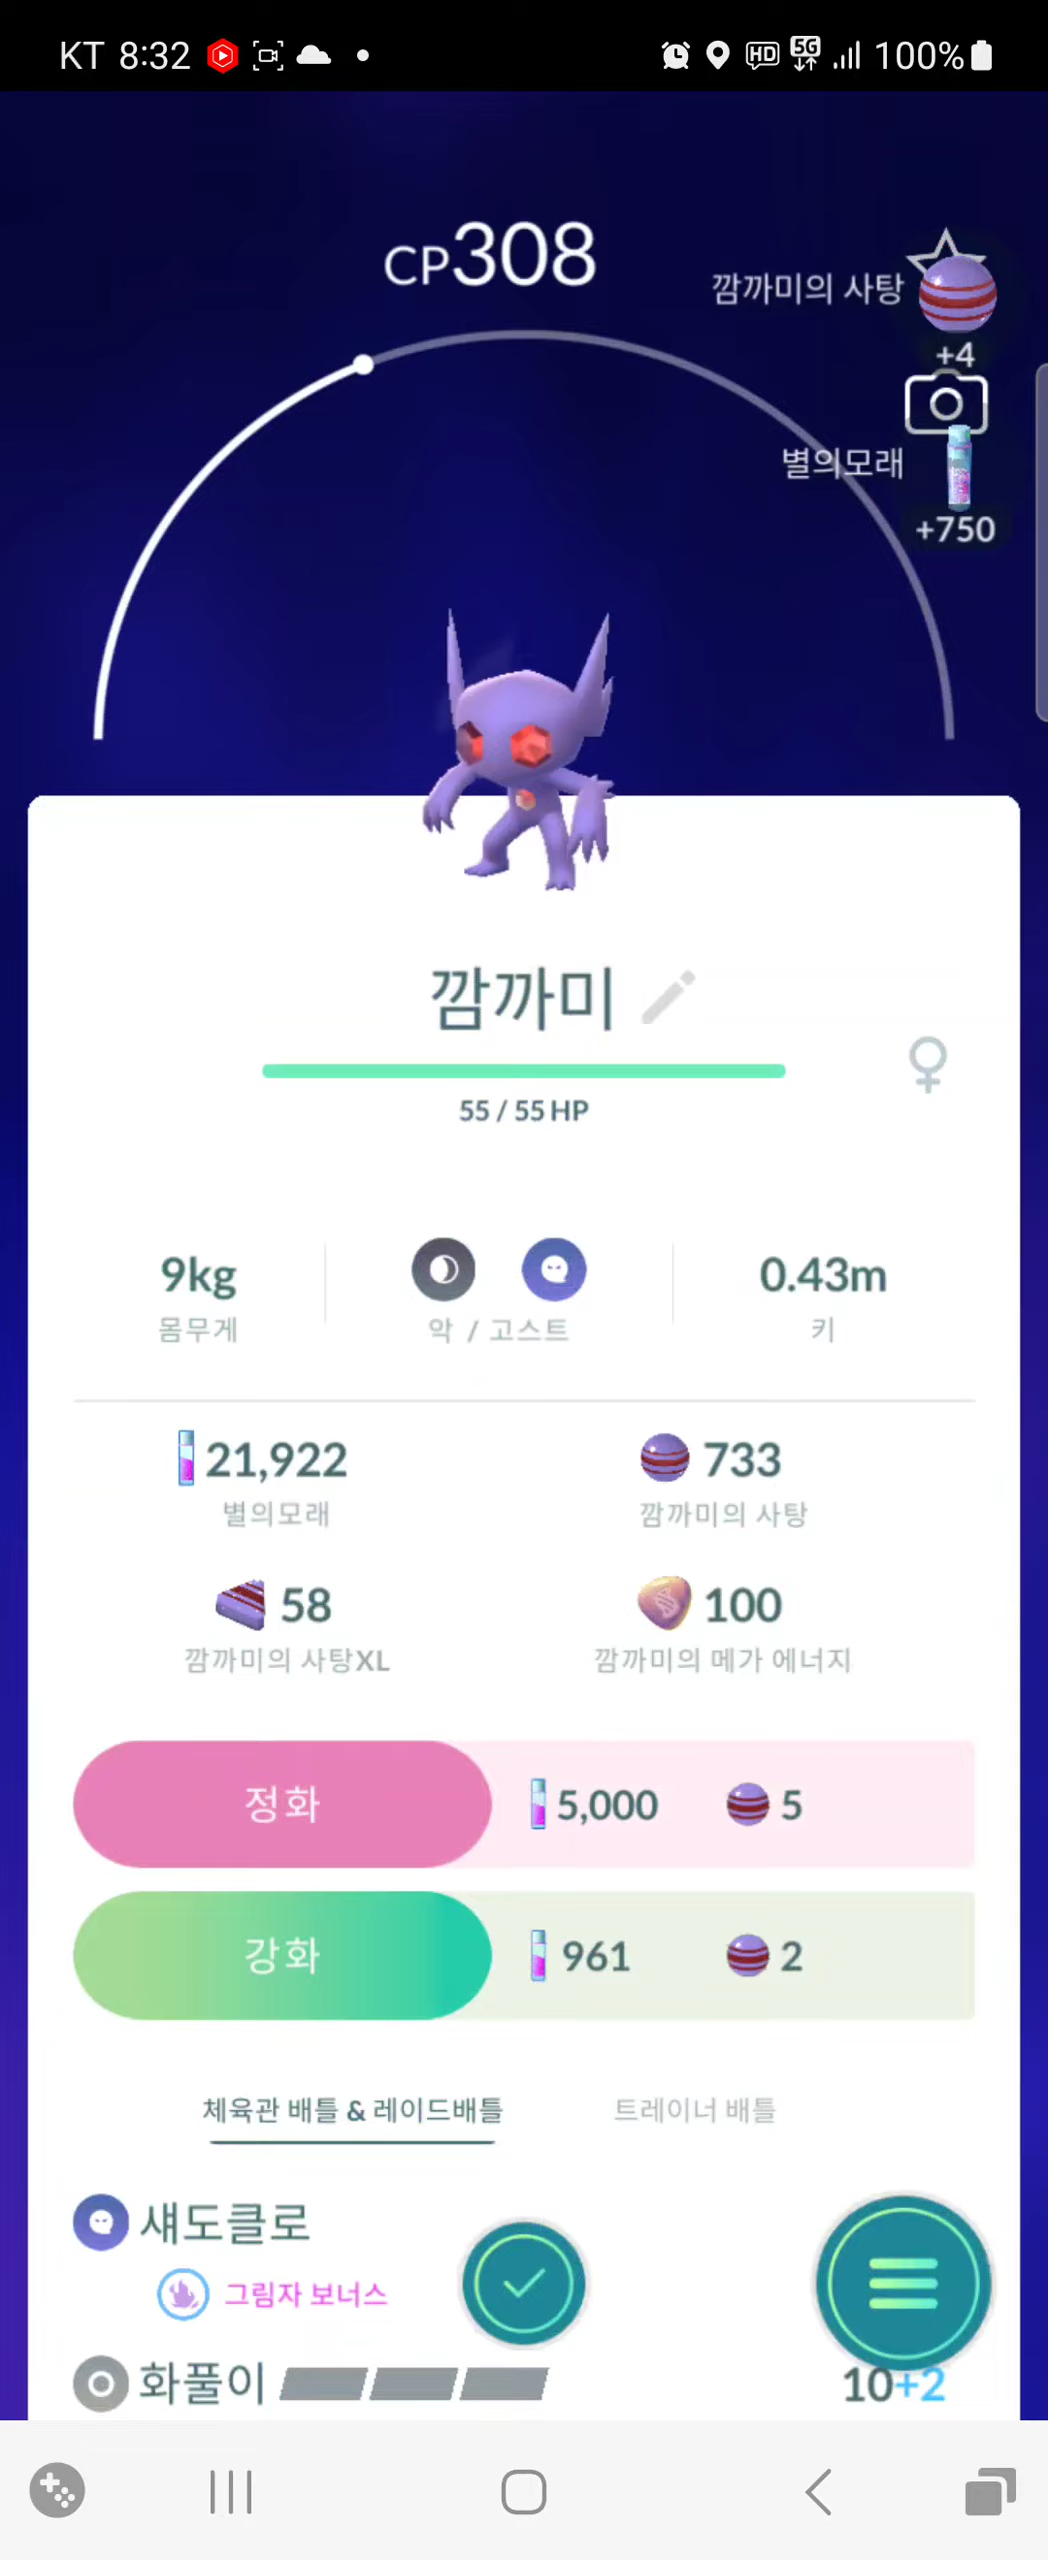 KT 8:32
HD 5G 100%
CP308
깜까미의 사탕
+4
별의모래
+750
깜까미
55 / 55 HP
9kg
몸무게
악 / 고스트
0.43m
키
21,922
별의모래
733
깜까미의 사탕
58
깜까미의 사탕XL
100
깜까미의 메가 에너지
정화 5,000 5
강화 961 2
체육관 배틀 & 레이드배틀 트레이너 배틀
섀도클로
그림자 보너스
화풀이 10+2